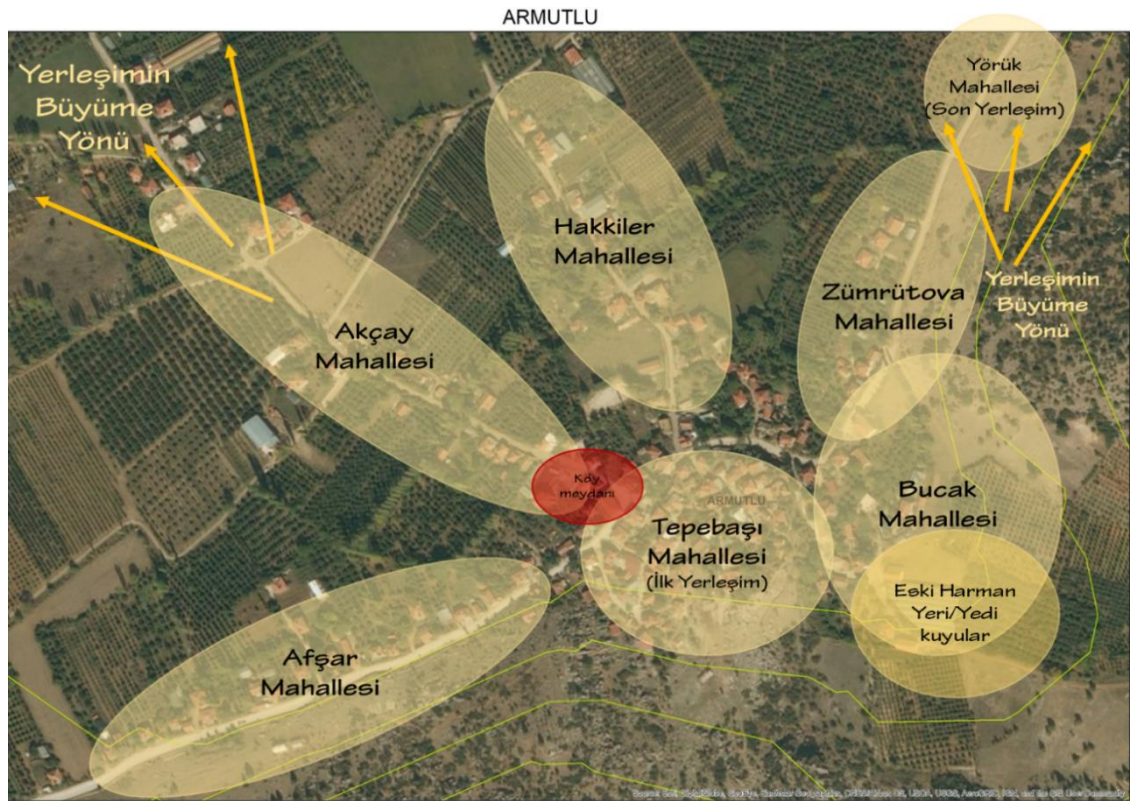 ARMUTLU
Yerleşimin
Büyüme
Yönü
Yörük
Mahallesi
(Son Yerleşim)
Hakkiler
Mahallesi
Zümrütova
Mahallesi
Yerleşimin
Büyüme
Yönü
Akçay
Mahallesi
Köy
meydanı
ARMUTLU
Tepebaşı
Mahallesi
(İlk Yerleşim)
Bucak
Mahallesi
Eski Harman
Yeri/Yedi
kuyular
Afşar
Mahallesi